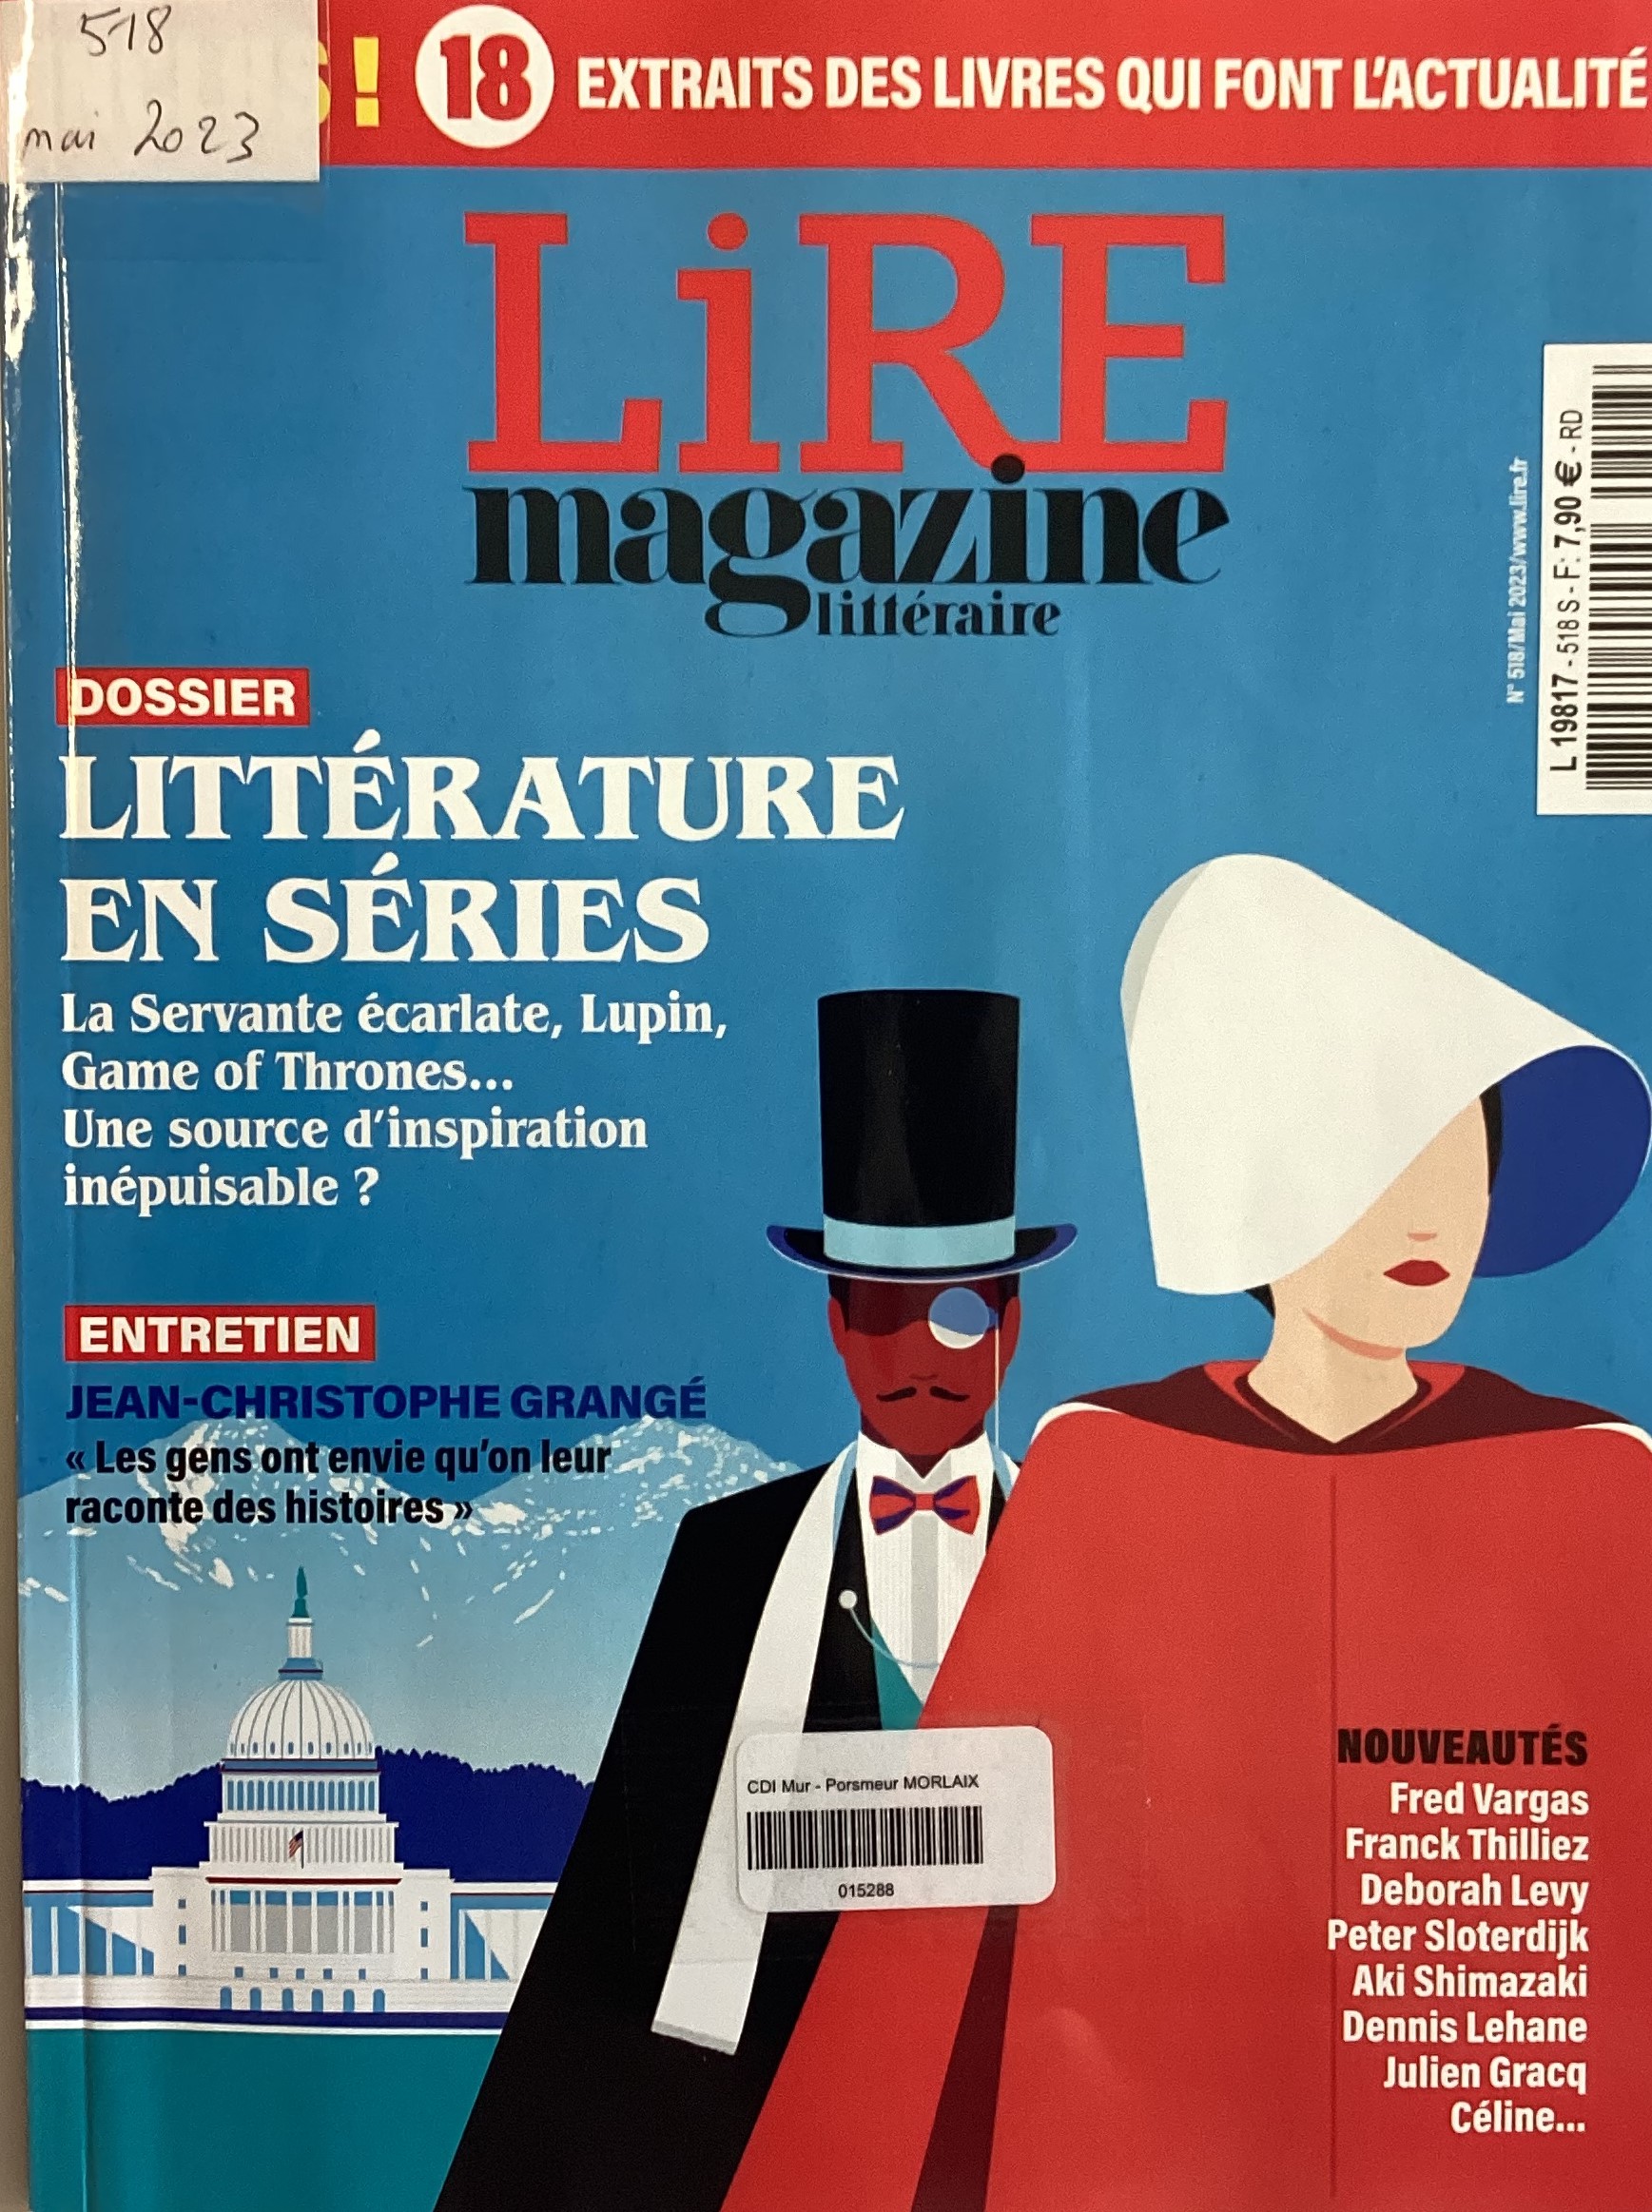 518
mai 2023
S ! 18 EXTRAITS DES LIVRES QUI FONT L'ACTUALITÉ
LiRE
magazine
littéraire
N° 518/Mai 2023/www.lire.fr
L 19817 - 518 S - F: 7,90 € - RD
DOSSIER
LITTÉRATURE
EN SÉRIES
La Servante écarlate, Lupin,
Game of Thrones...
Une source d'inspiration
inépuisable ?
ENTRETIEN
JEAN-CHRISTOPHE GRANGÉ
« Les gens ont envie qu'on leur
raconte des histoires »
CDI Mur - Porsmeur MORLAIX
015288
NOUVEAUTÉS
Fred Vargas
Franck Thilliez
Deborah Levy
Peter Sloterdijk
Aki Shimazaki
Dennis Lehane
Julien Gracq
Céline...